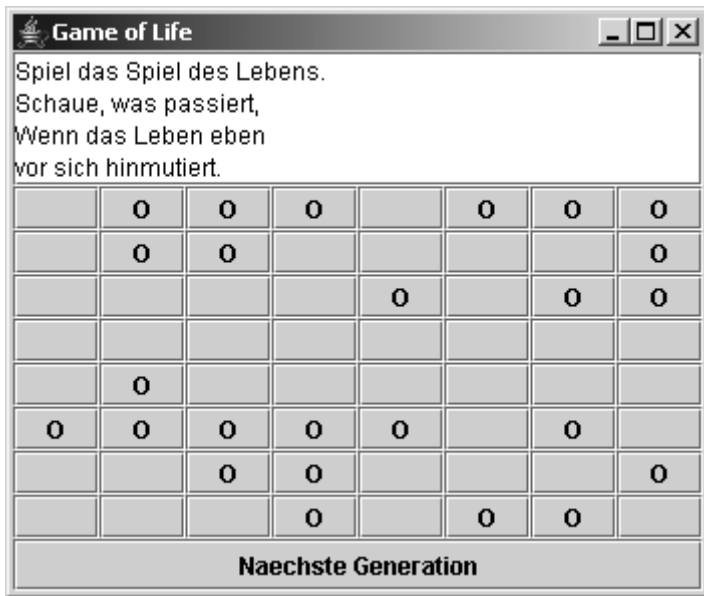 Game of Life
Spiel das Spiel des Lebens.
Schaue, was passiert,
Wenn das Leben eben
vor sich hinmutiert.
O O O O O O
O O O
O O O
O
O O O O O O
O O O
O O O
Naechste Generation